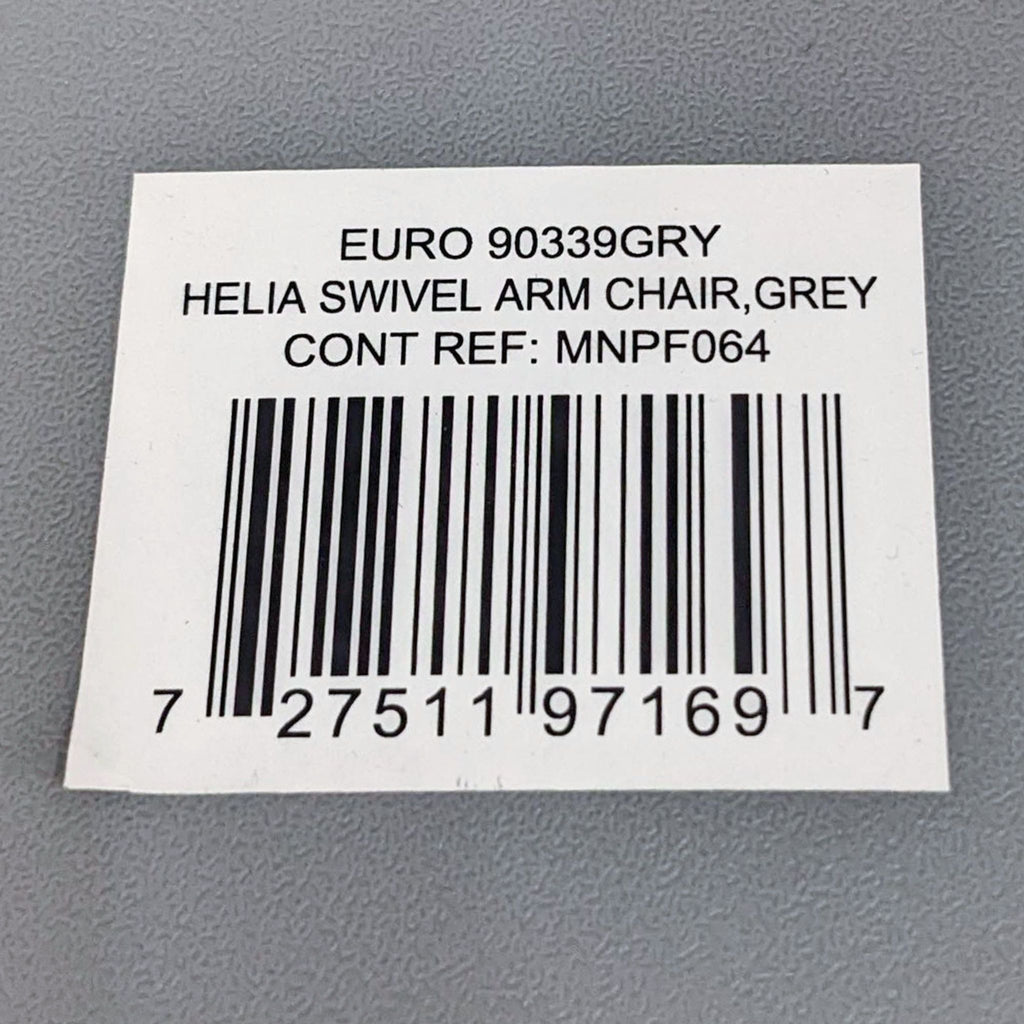 EURO 90339GRY
HELIA SWIVEL ARM CHAIR,GREY
CONT REF: MNPF064
7 27511 97169 7